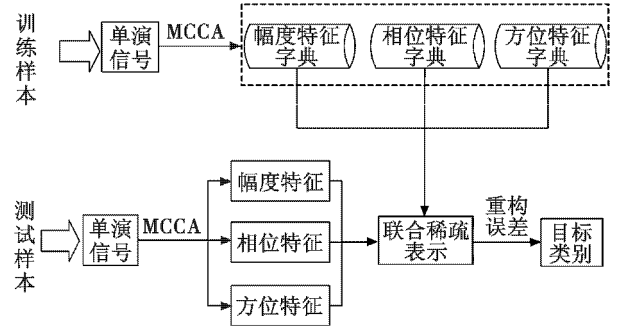 训练样本
单演
信号
MCCA
幅度特征
字典
相位特征
字典
方位特征
字典
测试样本
单演
信号
MCCA
幅度特征
相位特征
方位特征
联合稀疏
表示
重构
误差
目标
类别